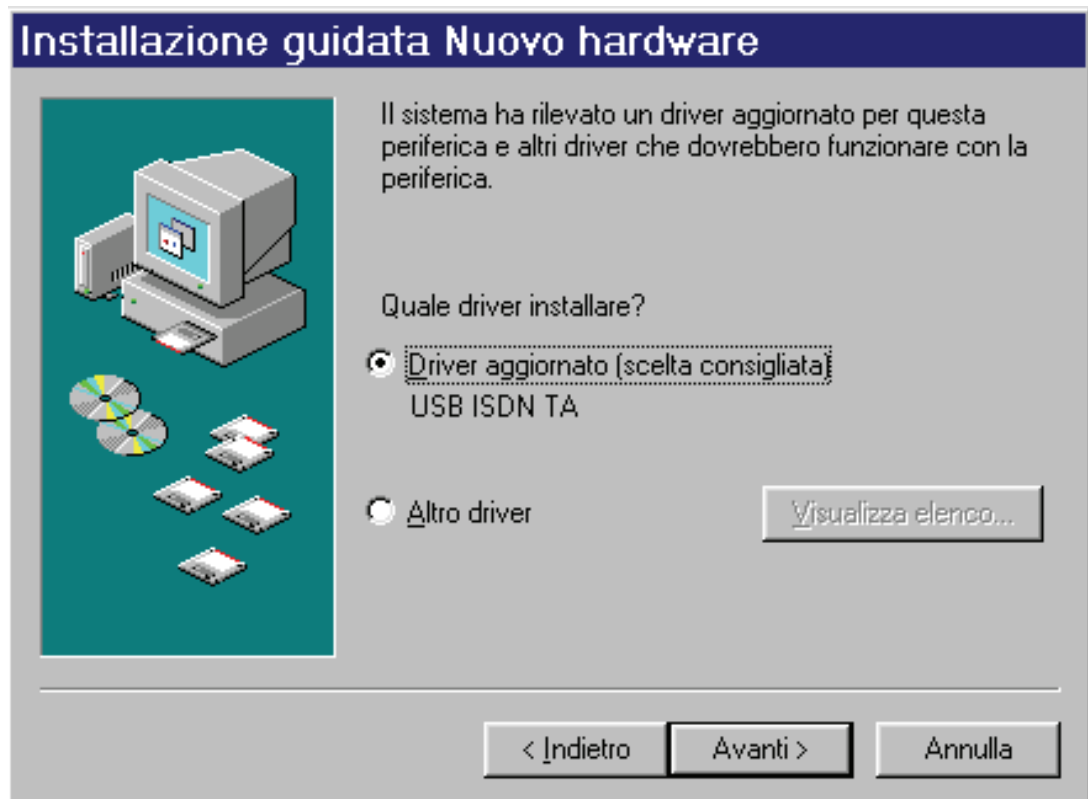 Installazione guidata Nuovo hardware
Il sistema ha rilevato un driver aggiornato per questa
periferica e altri driver che dovrebbero funzionare con la
periferica.
Quale driver installare?
Driver aggiornato (scelta consigliata)
USB ISDN TA
Altro driver
Visualizza elenco...
< Indietro
Avanti >
Annulla